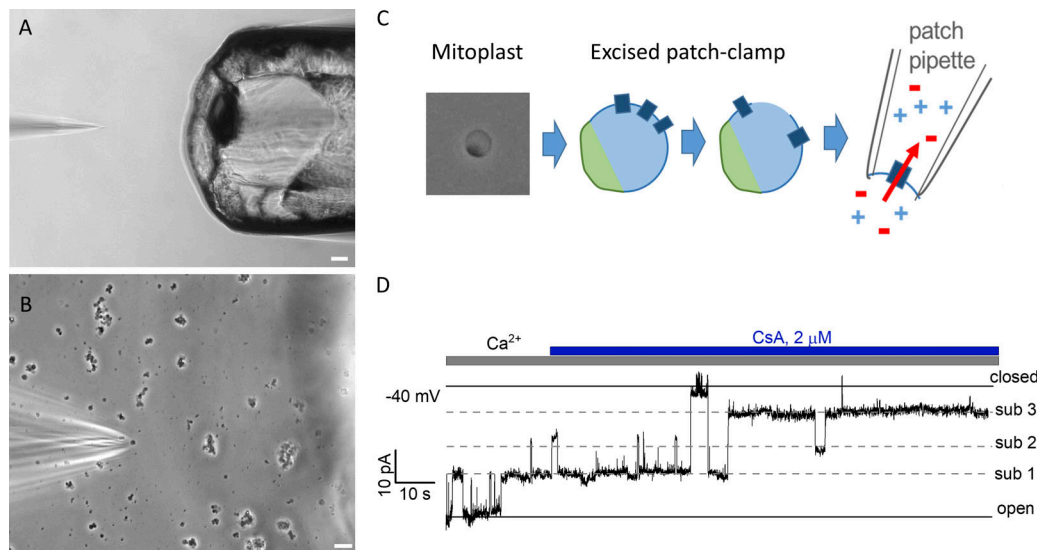 A
B
C
Mitoplast
Excised patch-clamp
patch
pipette
D
CsA, 2 μM
Ca²⁺
-40 mV
closed
sub 3
sub 2
sub 1
open
10 pA
10 s